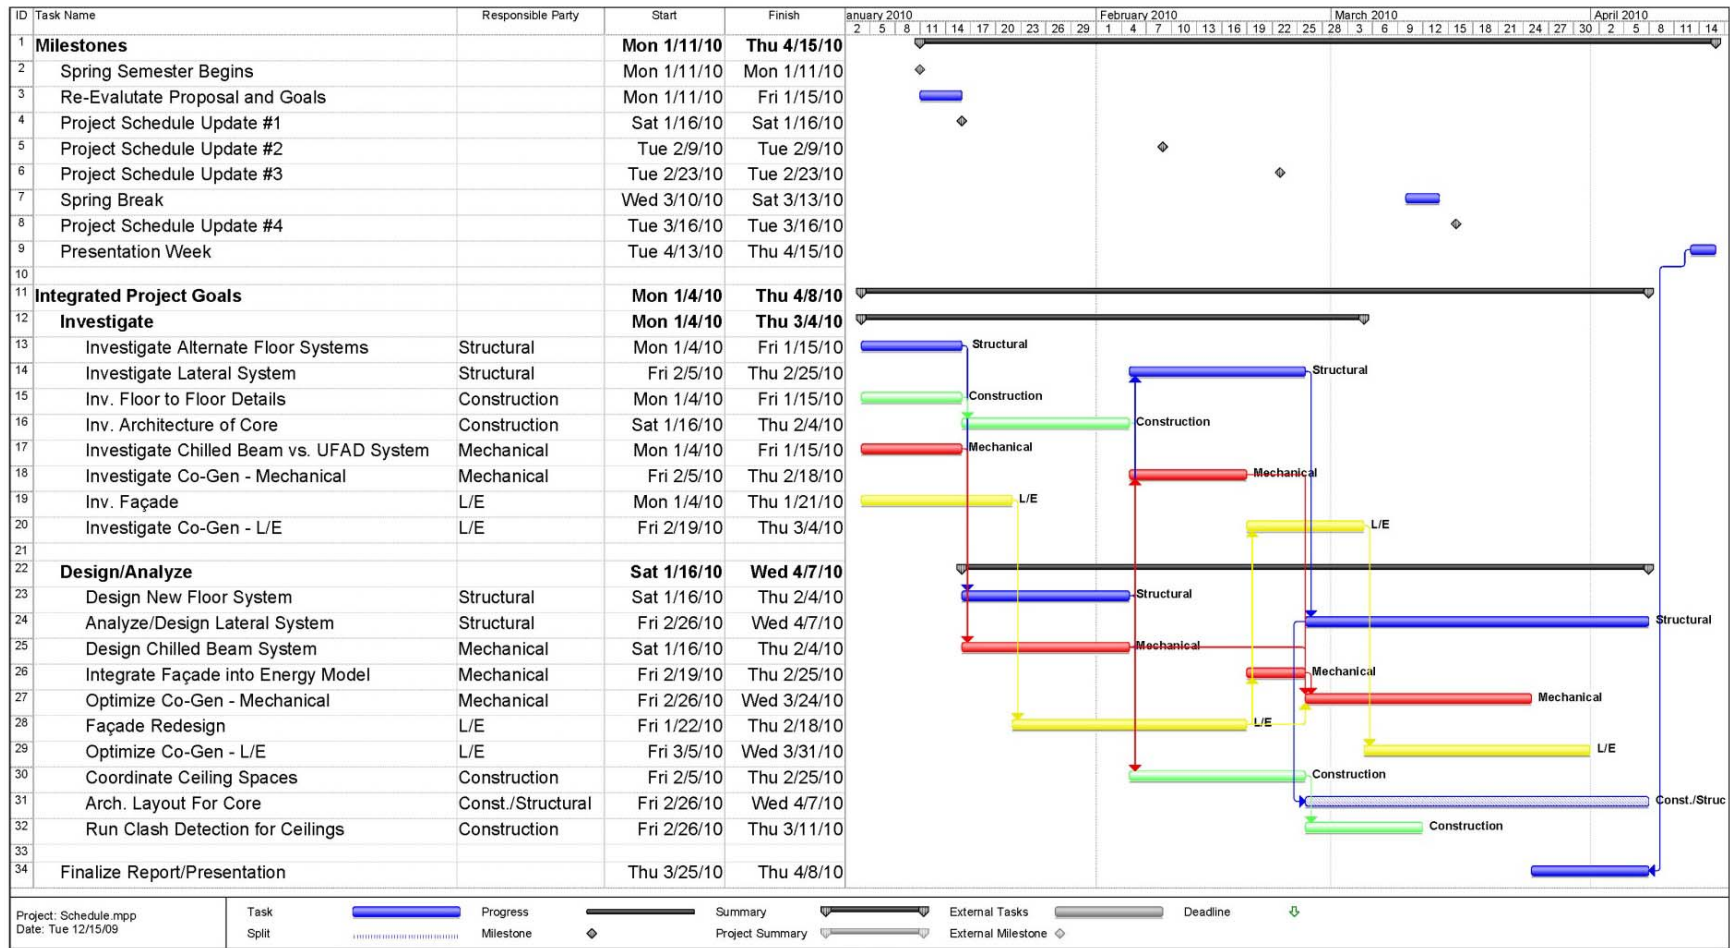 ID Task Name Responsible Party Start Finish anuary 2010 February 2010 March 2010 April 2010
2 5 8 11 14 17 20 23 26 29 1 4 7 10 13 16 19 22 25 28 3 6 9 12 15 18 21 24 27 30 2 5 8 11 14
1 Milestones Mon 1/11/10 Thu 4/15/10
2 Spring Semester Begins Mon 1/11/10 Mon 1/11/10
3 Re-Evalutate Proposal and Goals Mon 1/11/10 Fri 1/15/10
4 Project Schedule Update #1 Sat 1/16/10 Sat 1/16/10
5 Project Schedule Update #2 Tue 2/9/10 Tue 2/9/10
6 Project Schedule Update #3 Tue 2/23/10 Tue 2/23/10
7 Spring Break Wed 3/10/10 Sat 3/13/10
8 Project Schedule Update #4 Tue 3/16/10 Tue 3/16/10
9 Presentation Week Tue 4/13/10 Thu 4/15/10
10
11 Integrated Project Goals Mon 1/4/10 Thu 4/8/10
12 Investigate Mon 1/4/10 Thu 3/4/10
13 Investigate Alternate Floor Systems Structural Mon 1/4/10 Fri 1/15/10 Structural
14 Investigate Lateral System Structural Fri 2/5/10 Thu 2/25/10 Structural
15 Inv. Floor to Floor Details Construction Mon 1/4/10 Fri 1/15/10 Construction
16 Inv. Architecture of Core Construction Sat 1/16/10 Thu 2/4/10 Construction
17 Investigate Chilled Beam vs. UFAD System Mechanical Mon 1/4/10 Fri 1/15/10 Mechanical
18 Investigate Co-Gen - Mechanical Mechanical Fri 2/5/10 Thu 2/18/10 Mechanical
19 Inv. Façade L/E Mon 1/4/10 Thu 1/21/10 L/E
20 Investigate Co-Gen - L/E L/E Fri 2/19/10 Thu 3/4/10 L/E
21
22 Design/Analyze Sat 1/16/10 Wed 4/7/10
23 Design New Floor System Structural Sat 1/16/10 Thu 2/4/10 Structural
24 Analyze/Design Lateral System Structural Fri 2/26/10 Wed 4/7/10 Structural
25 Design Chilled Beam System Mechanical Sat 1/16/10 Thu 2/4/10 Mechanical
26 Integrate Façade into Energy Model Mechanical Fri 2/19/10 Thu 2/25/10 Mechanical
27 Optimize Co-Gen - Mechanical Mechanical Fri 2/26/10 Wed 3/24/10 Mechanical
28 Façade Redesign L/E Fri 1/22/10 Thu 2/18/10 L/E
29 Optimize Co-Gen - L/E L/E Fri 3/5/10 Wed 3/31/10 L/E
30 Coordinate Ceiling Spaces Construction Fri 2/5/10 Thu 2/25/10 Construction
31 Arch. Layout For Core Const./Structural Fri 2/26/10 Wed 4/7/10 Const./Struc
32 Run Clash Detection for Ceilings Construction Fri 2/26/10 Thu 3/11/10 Construction
33
34 Finalize Report/Presentation Thu 3/25/10 Thu 4/8/10
Project: Schedule.mpp
Date: Tue 12/15/09
Task Progress Summary External Tasks Deadline
Split Milestone Project Summary External Milestone